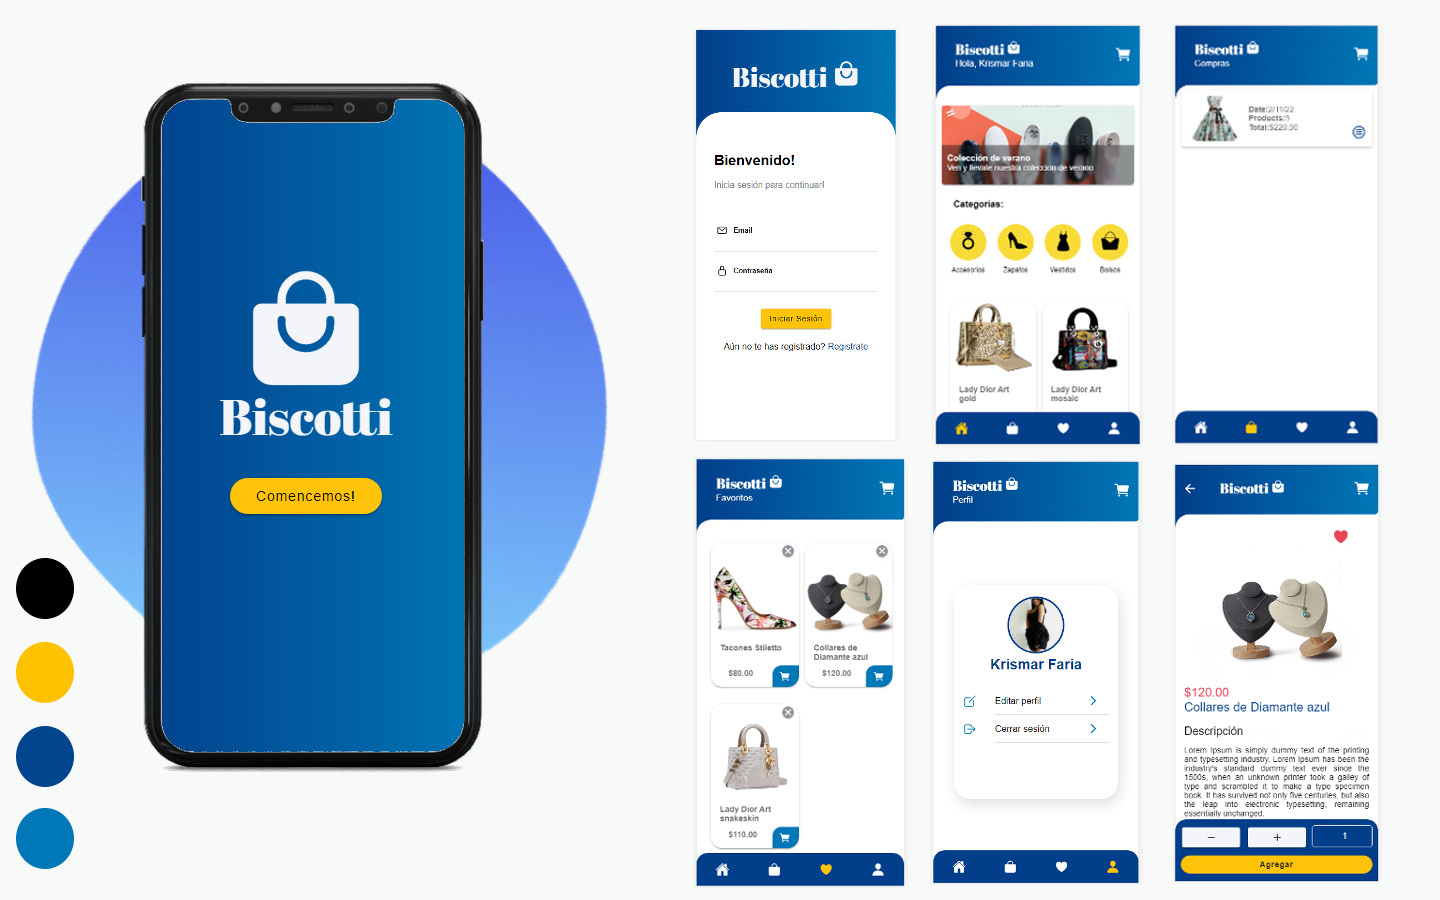 Biscotti
Comencemos!
Biscotti
Bienvenido!
Inicia sesión para continuar!
Email
Contraseña
Iniciar Sesión
Aún no te has registrado? Registrate
Biscotti
Hola, Krismar Faria
Colección de verano
Ven y llevate nuestra coleccion de verano
Categorias:
Accesorios
Zapatos
Vestidos
Bolsos
Lady Dior Art
gold
Lady Dior Art
mosaic
Biscotti
Compras
Date:2/11/22
Products:3
Total:$220.00
Biscotti
Favoritos
Tacones Stiletto
$80.00
Collares de
Diamante azul
$120.00
Lady Dior Art
snakeskin
$110.00
Biscotti
Perfil
Krismar Faria
Editar perfil
Cerrar sesión
Biscotti
$120.00
Collares de Diamante azul
Descripción
Lorem Ipsum is simply dummy text of the printing
and typesetting industry. Lorem Ipsum has been the
industry's standard dummy text ever since the
1500s, when an unknown printer took a galley of
type and scrambled it to make a type specimen
book. It has survived not only five centuries, but also
the leap into electronic typesetting, remaining
essentially unchanged.
1
Agregar